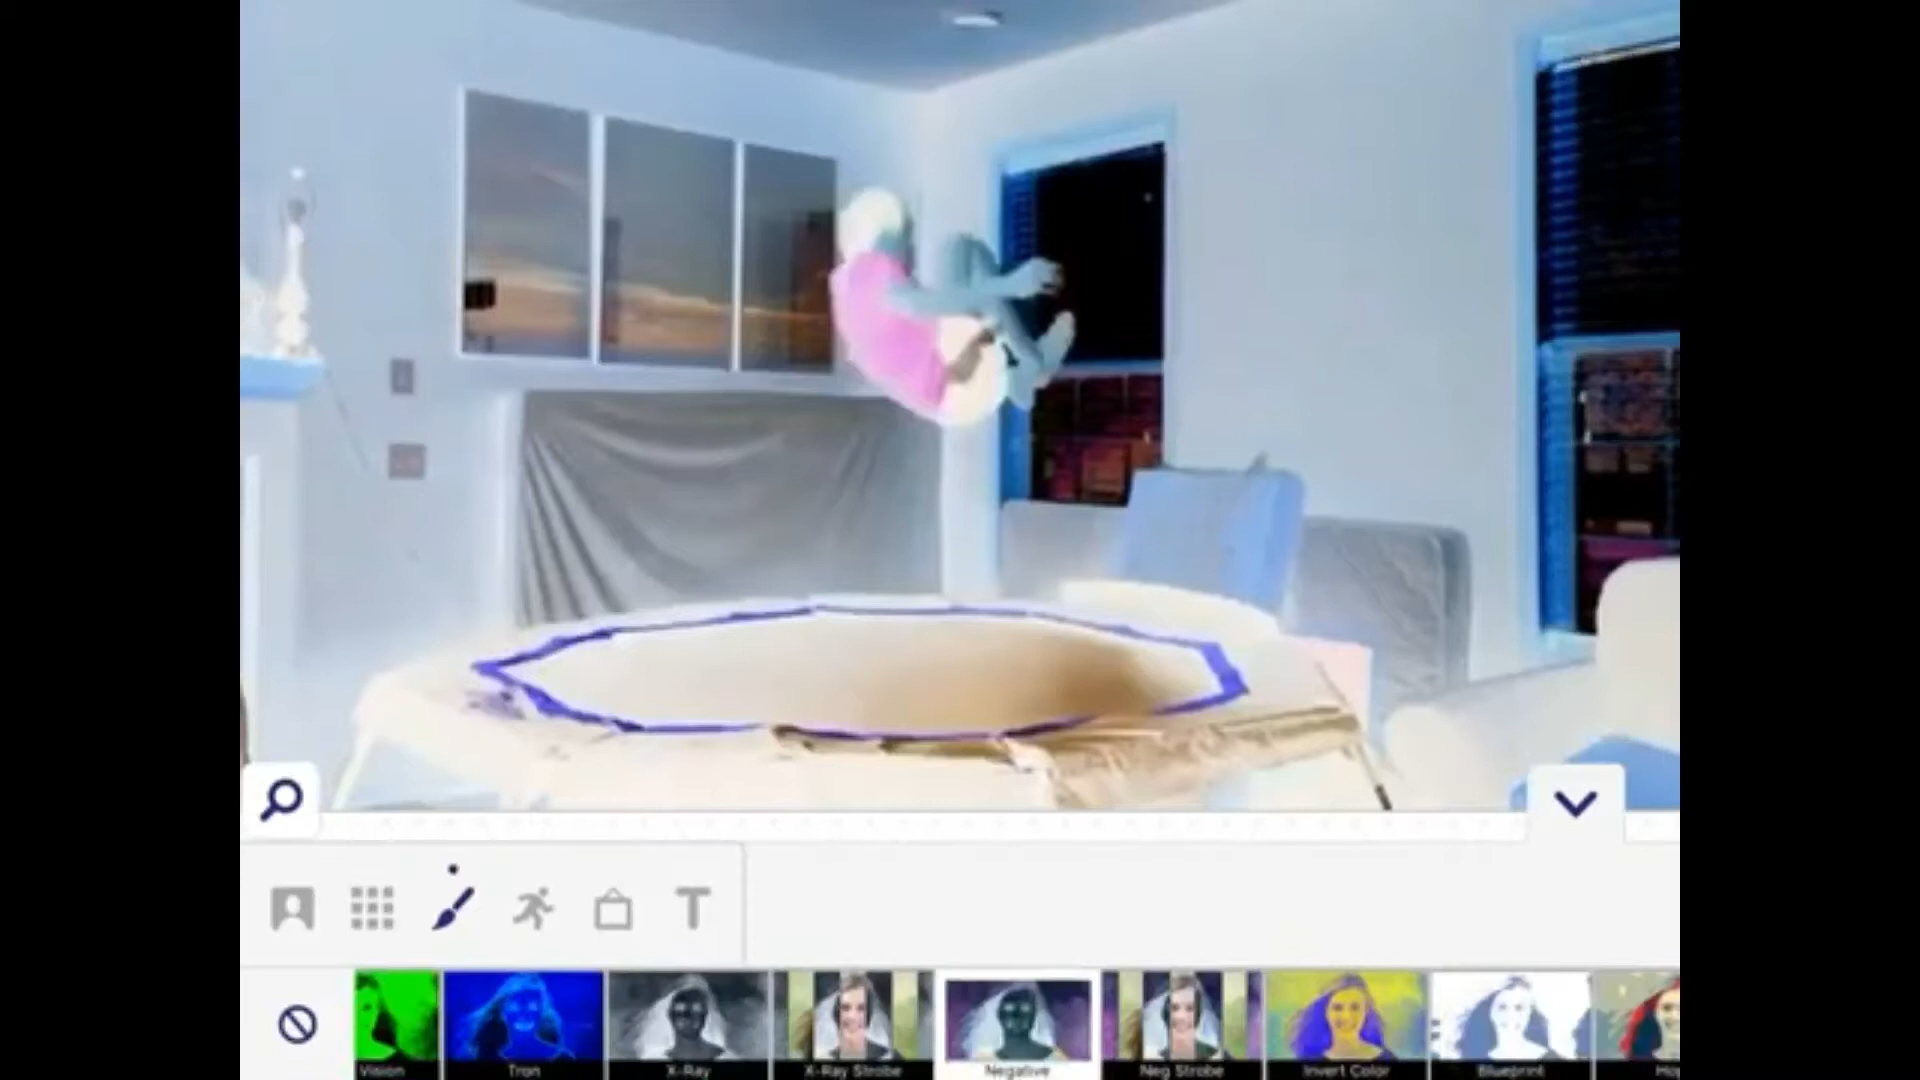 T
Vision
Tron
X-Ray
X-Ray Strobe
Negative
Neg Strobe
Invert Color
Blueprint